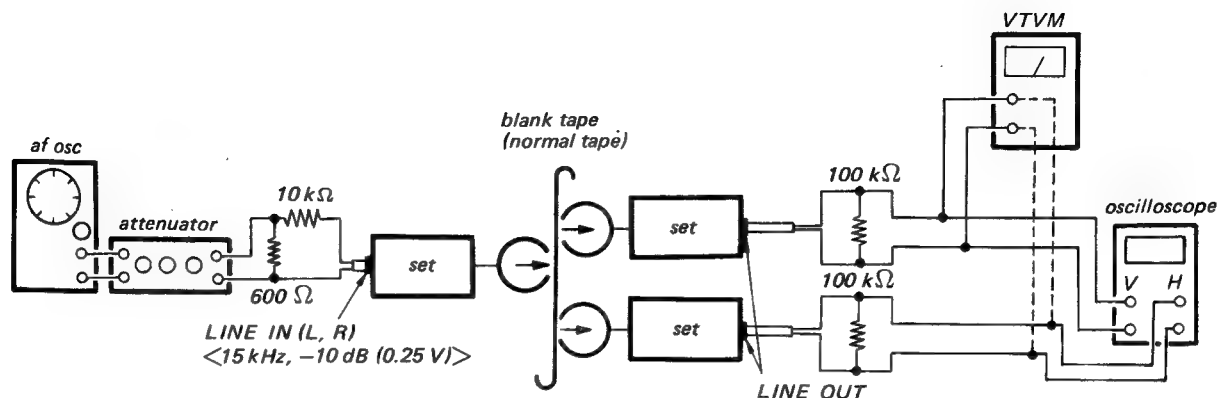 VTVM
blank tape
(normal tape)
af osc
10 kΩ
100 kΩ
oscilloscope
attenuator
set
set
V H
600 Ω
100 kΩ
LINE IN (L, R)
<15 kHz, −10 dB (0.25 V)>
set
LINE OUT